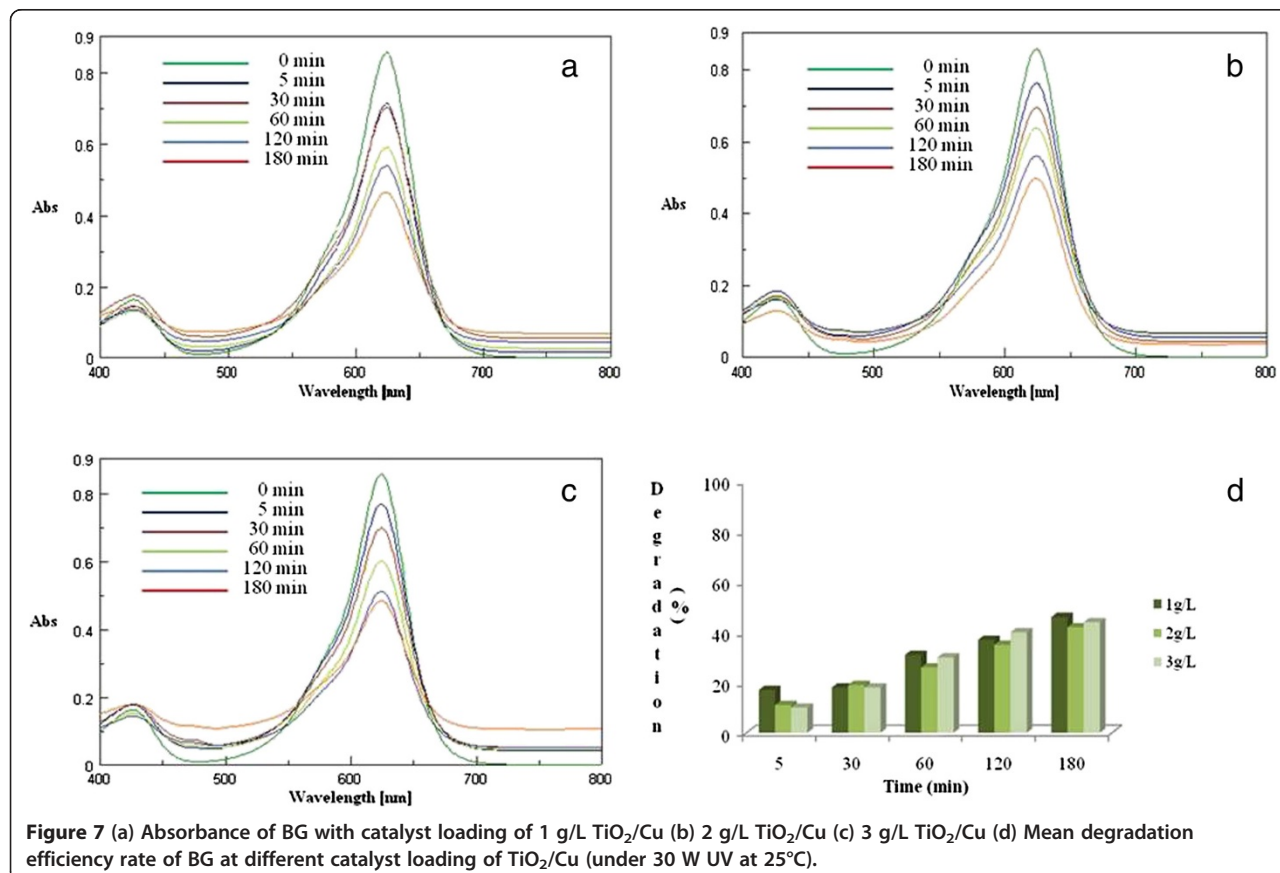 a
0.9
0.8
0.6
Abs
0.4
0.2
0
0 min
5 min
30 min
60 min
120 min
180 min
400 500 600 700 800
Wavelength [nm]
b
0.9
0.8
0.6
Abs
0.4
0.2
0
0 min
5 min
30 min
60 min
120 min
180 min
400 500 600 700 800
Wavelength [nm]
c
0.9
0.8
0.6
Abs
0.4
0.2
0
0 min
5 min
30 min
60 min
120 min
180 min
400 500 600 700 800
Wavelength [nm]
d
Degradation
(%)
100
80
60
40
20
0
5 30 60 120 180
Time (min)
1g/L
2g/L
3g/L
Figure 7 (a) Absorbance of BG with catalyst loading of 1 g/L TiO₂/Cu (b) 2 g/L TiO₂/Cu (c) 3 g/L TiO₂/Cu (d) Mean degradation
efficiency rate of BG at different catalyst loading of TiO₂/Cu (under 30 W UV at 25°C).